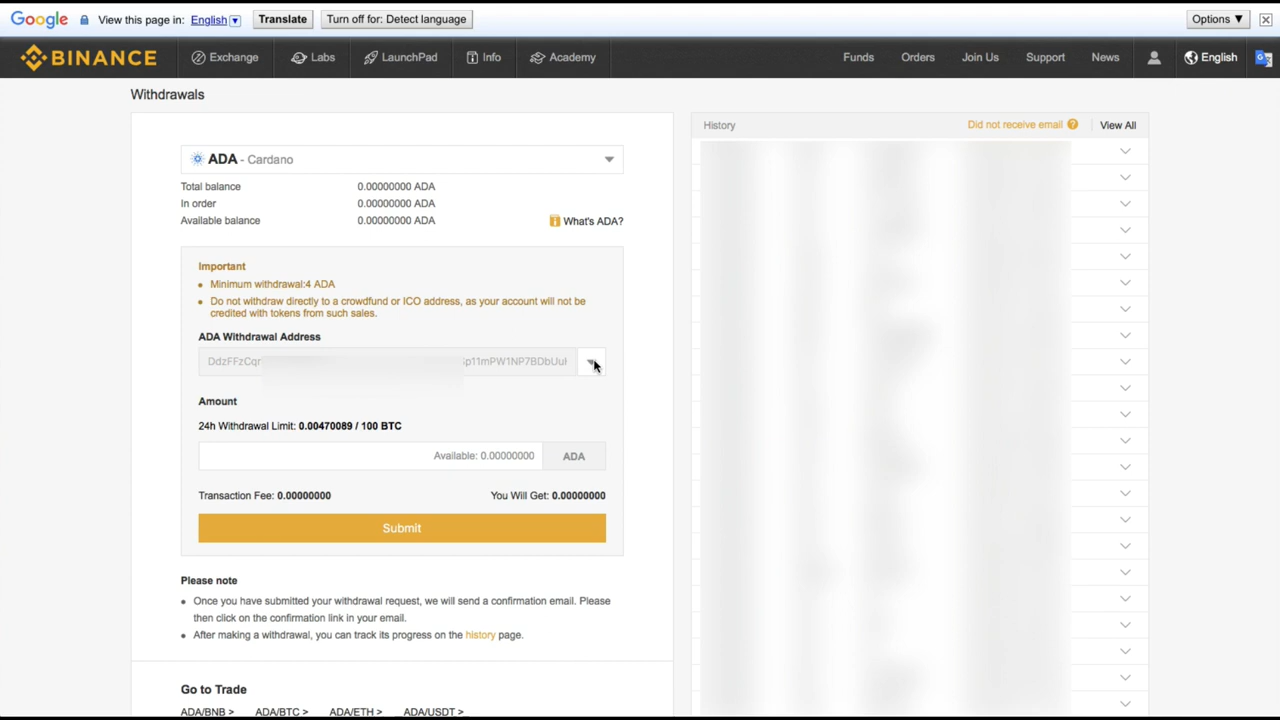 Google View this page in: English ▼ Translate Turn off for: Detect language Options ▼
BINANCE Exchange Labs LaunchPad Info Academy Funds Orders Join Us Support News English
Withdrawals
ADA - Cardano
Total balance 0.00000000 ADA
In order 0.00000000 ADA
Available balance 0.00000000 ADA
What's ADA?
Important
Minimum withdrawal:4 ADA
Do not withdraw directly to a crowdfund or ICO address, as your account will not be
credited with tokens from such sales.
ADA Withdrawal Address
DdzFFzCqr p11mPW1NP7BDbUu
Amount
24h Withdrawal Limit: 0.00470089 / 100 BTC
Available: 0.00000000 ADA
Transaction Fee: 0.00000000 You Will Get: 0.00000000
Submit
Please note
Once you have submitted your withdrawal request, we will send a confirmation email. Please
then click on the confirmation link in your email.
After making a withdrawal, you can track its progress on the history page.
Go to Trade
ADA/BNB > ADA/BTC > ADA/ETH > ADA/USDT >
History Did not receive email ? View All